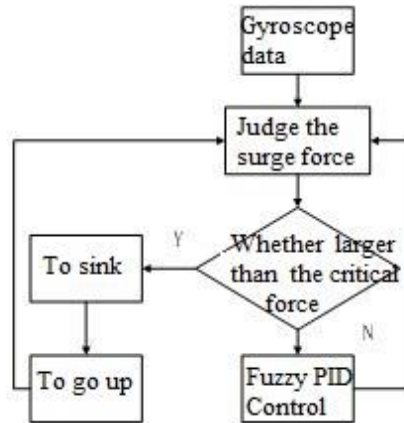 Gyroscope
data
Judge the
surge force
Whether larger
than the critical
force
Y
To sink
N
To go up
Fuzzy PID
Control